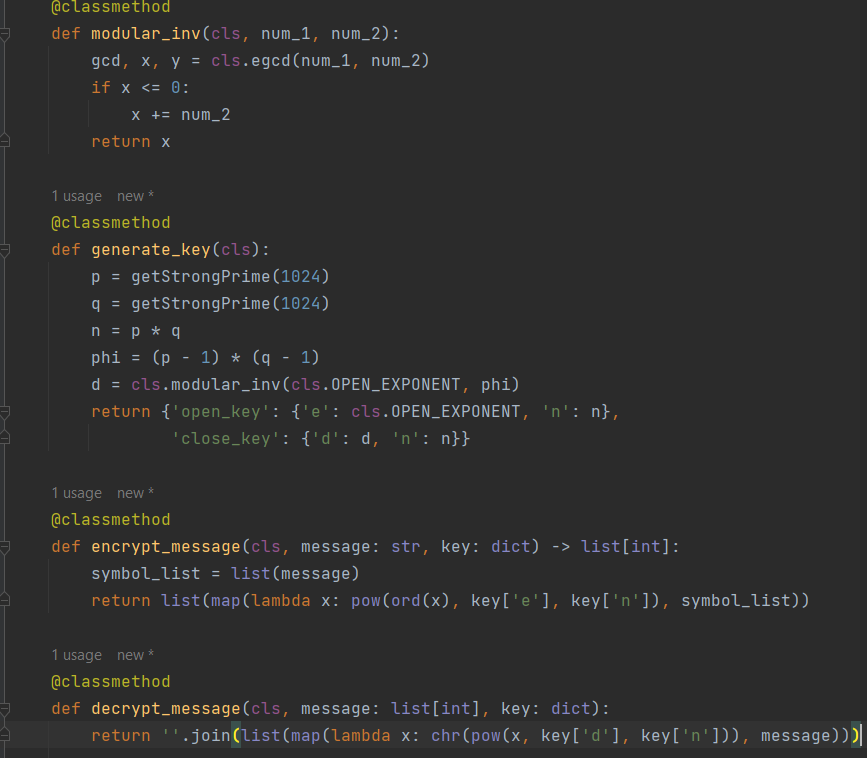 @classmethod
def modular_inv(cls, num_1, num_2):
    gcd, x, y = cls.egcd(num_1, num_2)
    if x <= 0:
        x += num_2
    return x
1 usage   new *
@classmethod
def generate_key(cls):
    p = getStrongPrime(1024)
    q = getStrongPrime(1024)
    n = p * q
    phi = (p - 1) * (q - 1)
    d = cls.modular_inv(cls.OPEN_EXPONENT, phi)
    return {'open_key': {'e': cls.OPEN_EXPONENT, 'n': n},
            'close_key': {'d': d, 'n': n}}
1 usage   new *
@classmethod
def encrypt_message(cls, message: str, key: dict) -> list[int]:
    symbol_list = list(message)
    return list(map(lambda x: pow(ord(x), key['e'], key['n']), symbol_list))
1 usage   new *
@classmethod
def decrypt_message(cls, message: list[int], key: dict):
    return ''.join(list(map(lambda x: chr(pow(x, key['d'], key['n'])), message)))